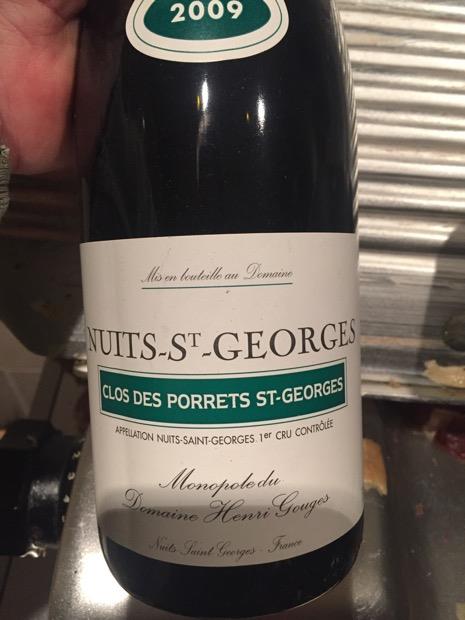 2009
Mis en bouteille au Domaine
NUITS-ST-GEORGES
CLOS DES PORRETS ST-GEORGES
APPELLATION NUITS-SAINT-GEORGES 1er CRU CONTRÔLÉE
Monopole du
Domaine Henri Gouges
Nuits Saint Georges - France